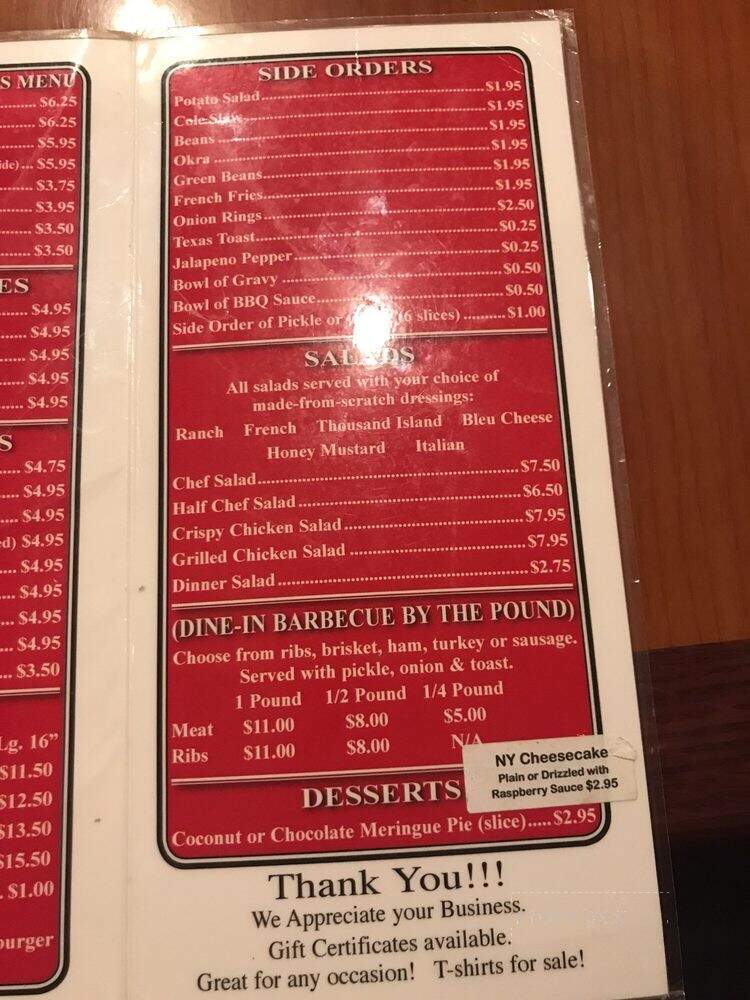 S MENU
$6.25
$6.25
$5.95
ide)... $5.95
$3.75
$3.95
$3.50
$3.50
ES
$4.95
$4.95
$4.95
$4.95
$4.95
S
$4.75
$4.95
$4.95
ed) $4.95
$4.95
$4.95
$4.95
$4.95
$3.50
Lg. 16”
$11.50
$12.50
$13.50
$15.50
$1.00
burger
SIDE ORDERS
Potato Salad $1.95
Cole Slaw $1.95
Beans $1.95
Okra $1.95
Green Beans $1.95
French Fries $1.95
Onion Rings $2.50
Texas Toast $0.25
Jalapeno Pepper $0.25
Bowl of Gravy $0.50
Bowl of BBQ Sauce $0.50
Side Order of Pickle or (6 slices) $1.00
SALADS
All salads served with your choice of
made-from-scratch dressings:
Ranch French Thousand Island Bleu Cheese
Honey Mustard Italian
Chef Salad $7.50
Half Chef Salad $6.50
Crispy Chicken Salad $7.95
Grilled Chicken Salad $7.95
Dinner Salad $2.75
(DINE-IN BARBECUE BY THE POUND)
Choose from ribs, brisket, ham, turkey or sausage.
Served with pickle, onion & toast.
1 Pound 1/2 Pound 1/4 Pound
Meat $11.00 $8.00 $5.00
Ribs $11.00 $8.00 N/A
NY Cheesecake
Plain or Drizzled with
Raspberry Sauce $2.95
DESSERTS
Coconut or Chocolate Meringue Pie (slice)..... $2.95
Thank You!!!
We Appreciate your Business.
Gift Certificates available.
Great for any occasion! T-shirts for sale!